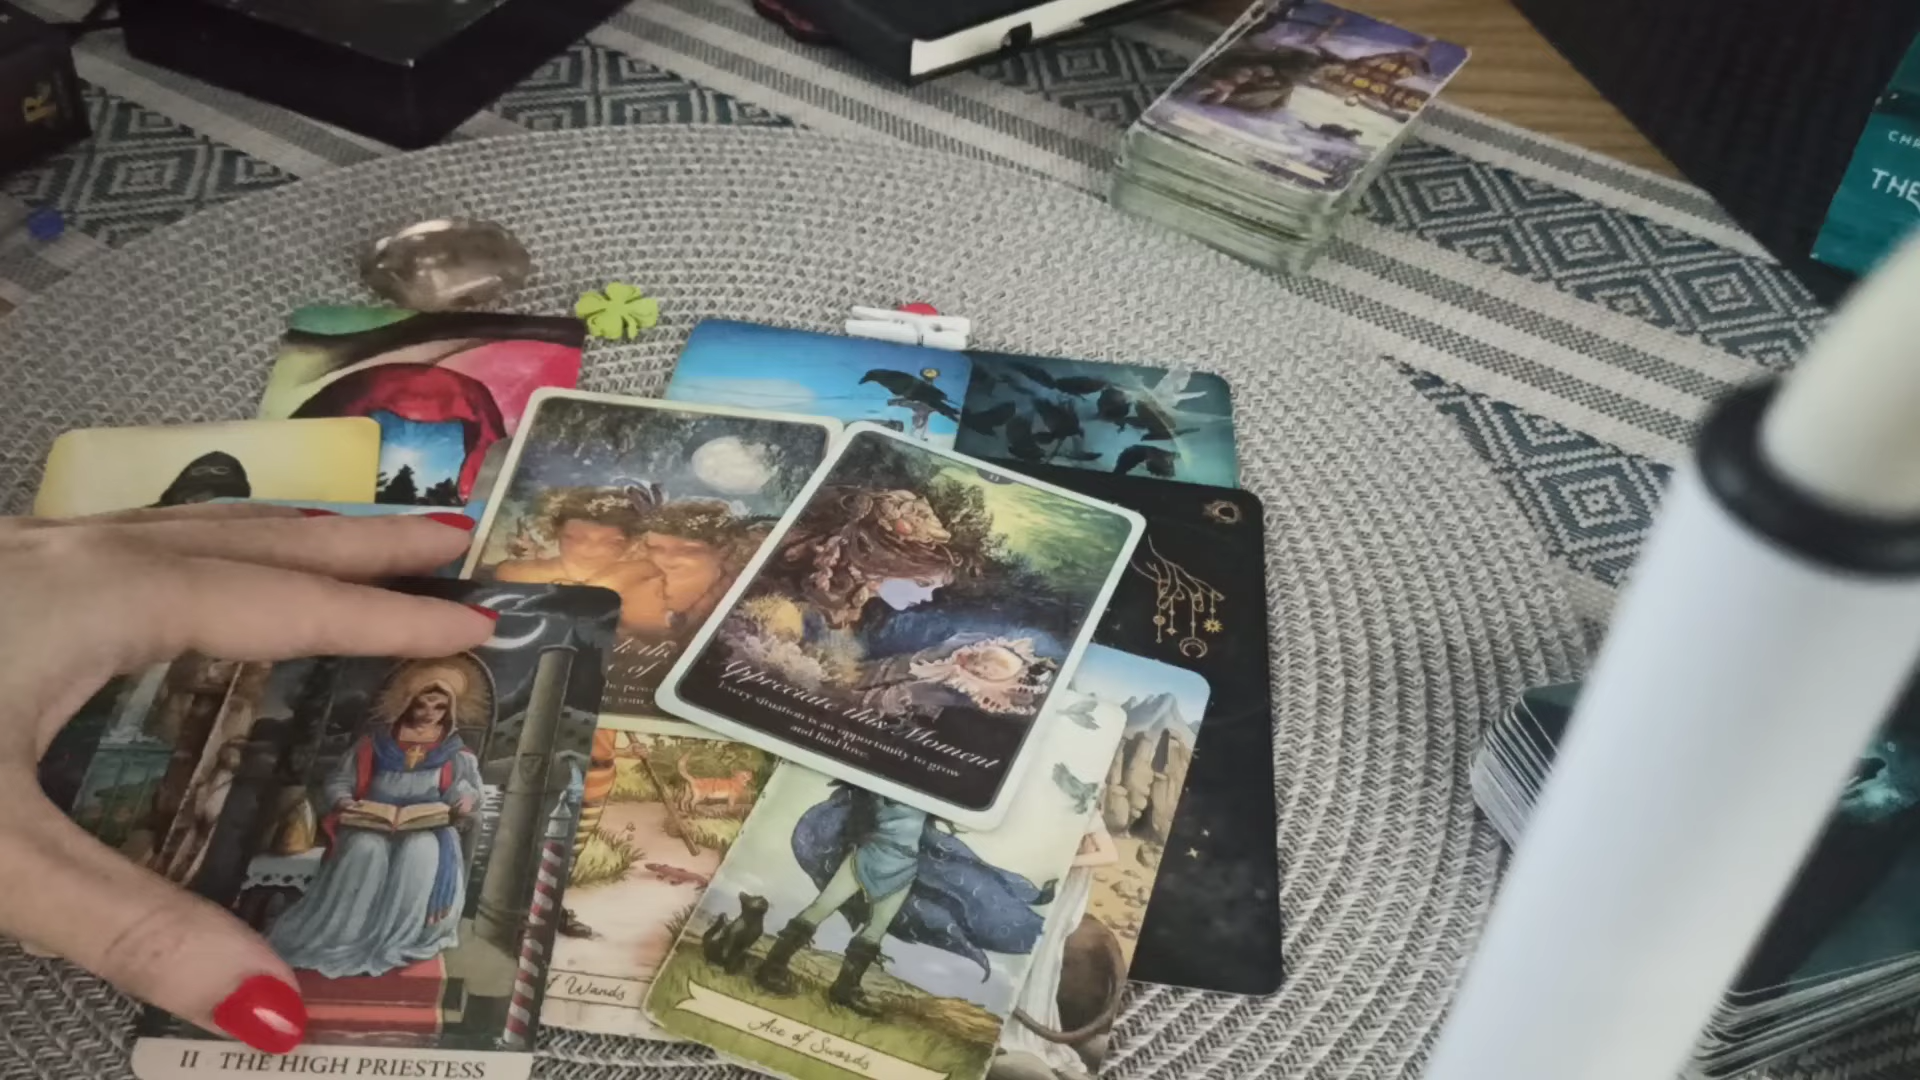 R
THE
Appreciate this Moment
Every situation is an opportunity to grow
and find love.
f Wands
Ace of Swords
II THE HIGH PRIESTESS